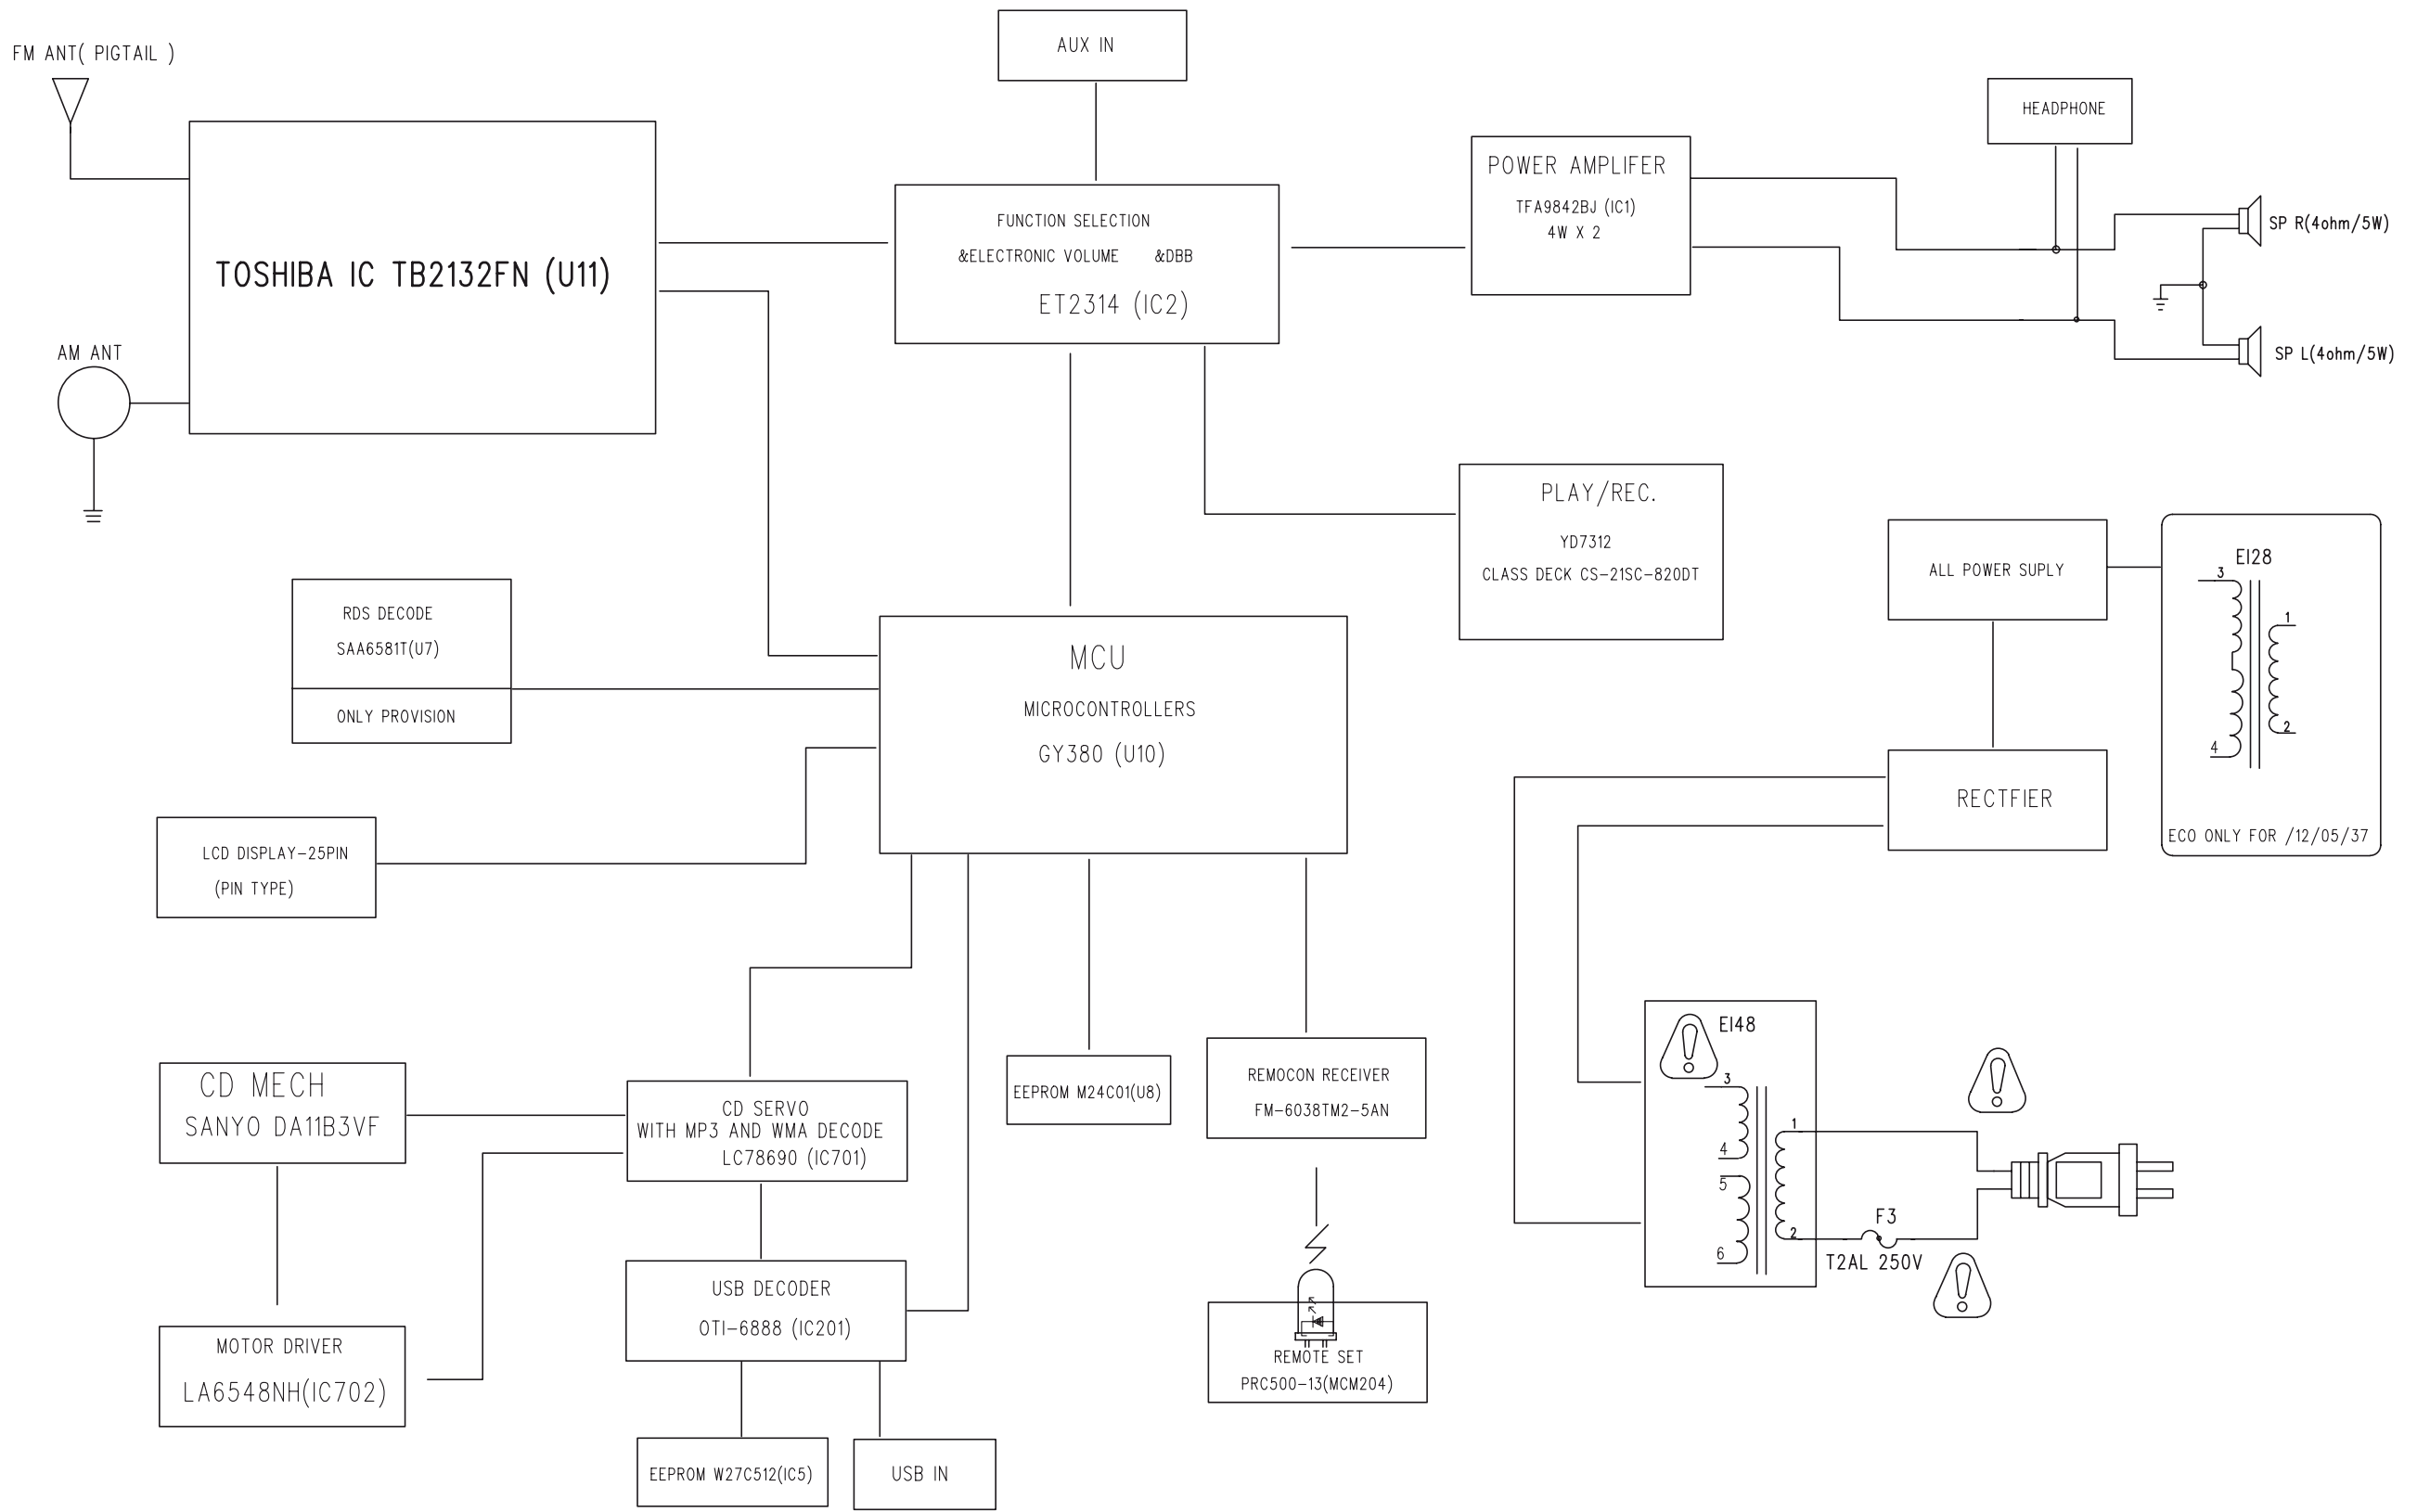 FM ANT( PIGTAIL )
AUX IN
HEADPHONE
TOSHIBA IC TB2132FN (U11)
FUNCTION SELECTION
&ELECTRONIC VOLUME &DBB
ET2314 (IC2)
POWER AMPLIFER
TFA9842BJ (IC1)
4W X 2
SP R(4ohm/5W)
SP L(4ohm/5W)
AM ANT
PLAY/REC.
YD7312
CLASS DECK CS-21SC-820DT
ALL POWER SUPLY
EI28
3
1
2
4
ECO ONLY FOR /12/05/37
RDS DECODE
SAA6581T(U7)
ONLY PROVISION
MCU
MICROCONTROLLERS
GY380 (U10)
RECTFIER
LCD DISPLAY-25PIN
(PIN TYPE)
CD MECH
SANYO DA11B3VF
CD SERVO
WITH MP3 AND WMA DECODE
LC78690 (IC701)
EEPROM M24C01(U8)
REMOCON RECEIVER
FM-6038TM2-5AN
EI48
3
1
4
5
2
6
F3
T2AL 250V
USB DECODER
OTI-6888 (IC201)
MOTOR DRIVER
LA6548NH(IC702)
REMOTE SET
PRC500-13(MCM204)
EEPROM W27C512(IC5)
USB IN